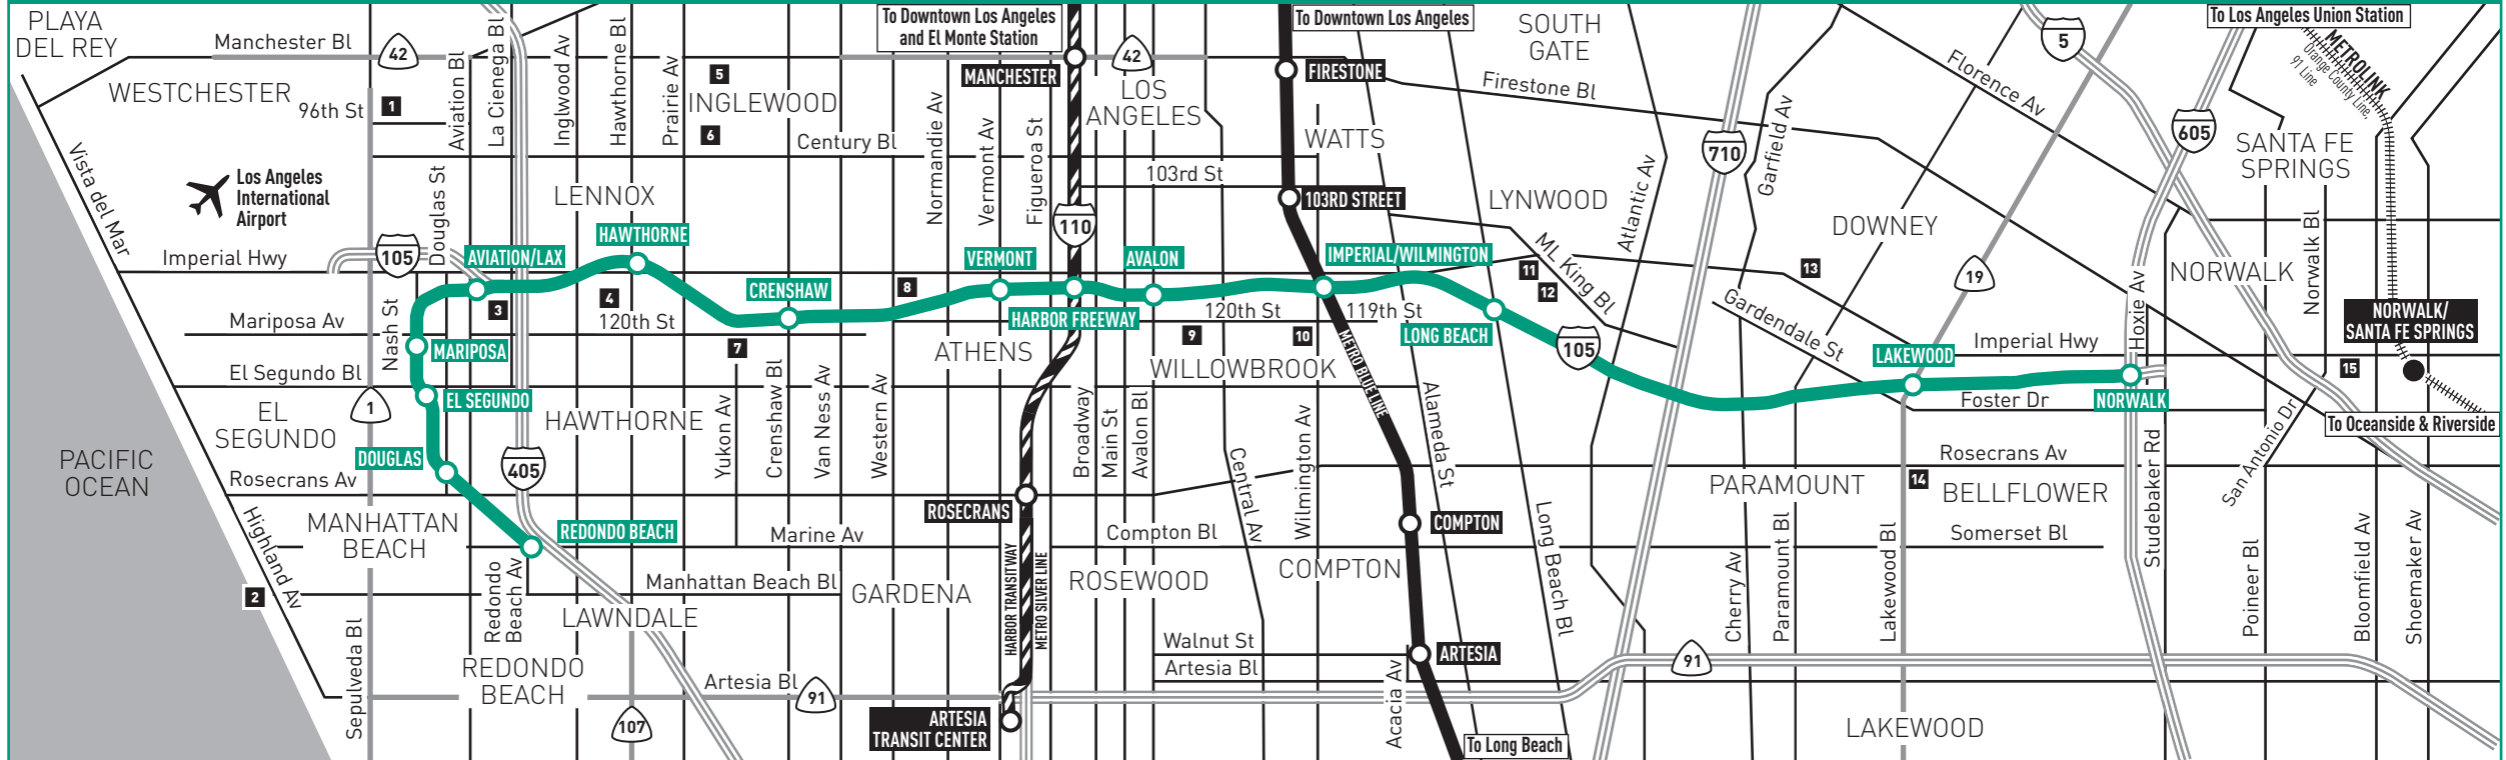 PLAYA
DEL REY
Manchester Bl
42
WESTCHESTER
96th St
1
Aviation Bl
La Cienega Bl
Inglwood Av
Hawthorne Bl
Prairie Av
5
INGLEWOOD
6
Century Bl
To Downtown Los Angeles
and El Monte Station
MANCHESTER
42
LOS
ANGELES
Normandie Av
Vermont Av
Figueroa St
103rd St
To Downtown Los Angeles
FIRESTONE
WATTS
103RD STREET
SOUTH
GATE
Firestone Bl
LYNWOOD
Atlantic Av
710
Garfield Av
Florence Av
5
To Los Angeles Union Station
METROLINK
Orange County Line,
91 Line
605
SANTA FE
SPRINGS
DOWNEY
19
NORWALK
Norwalk Bl
Hoxie Av
Vista del Mar
Los Angeles
International
Airport
LENNOX
Douglas St
105
Imperial Hwy
AVIATION/LAX
HAWTHORNE
CRENSHAW
VERMONT
110
AVALON
IMPERIAL/WILMINGTON
HARBOR FREEWAY
LONG BEACH
ML King Bl
11
12
13
Gardendale St
105
LAKEWOOD
Imperial Hwy
NORWALK
Foster Dr
NORWALK/
SANTA FE SPRINGS
15
To Oceanside & Riverside
Nash St
Mariposa Av
MARIPOSA
3
4
120th St
7
8
ATHENS
9
120th St
10
119th St
WILLOWBROOK
METRO BLUE LINE
El Segundo Bl
1
EL
SEGUNDO
EL SEGUNDO
HAWTHORNE
DOUGLAS
405
Yukon Av
Crenshaw Bl
Van Ness Av
Western Av
Broadway
Main St
Avalon Bl
Central Av
Wilmington Av
Alameda St
Rosecrans Av
PARAMOUNT
14
BELLFLOWER
Rosecrans Av
Studebaker Rd
San Antonio Dr
PACIFIC
OCEAN
Highland Av
2
MANHATTAN
BEACH
REDONDO BEACH
Marine Av
ROSECRANS
Compton Bl
COMPTON
Long Beach Bl
Somerset Bl
Redondo
Beach Av
Manhattan Beach Bl
LAWNDALE
GARDENA
HARBOR TRANSITWAY
METRO SILVER LINE
ROSEWOOD
COMPTON
Cherry Av
Paramount Bl
Lakewood Bl
Poineer Bl
Bloomfield Av
Shoemaker Av
Sepulveda Bl
REDONDO
BEACH
107
Artesia Bl
91
ARTESIA
TRANSIT CENTER
Walnut St
Artesia Bl
ARTESIA
Acacia Av
To Long Beach
91
LAKEWOOD